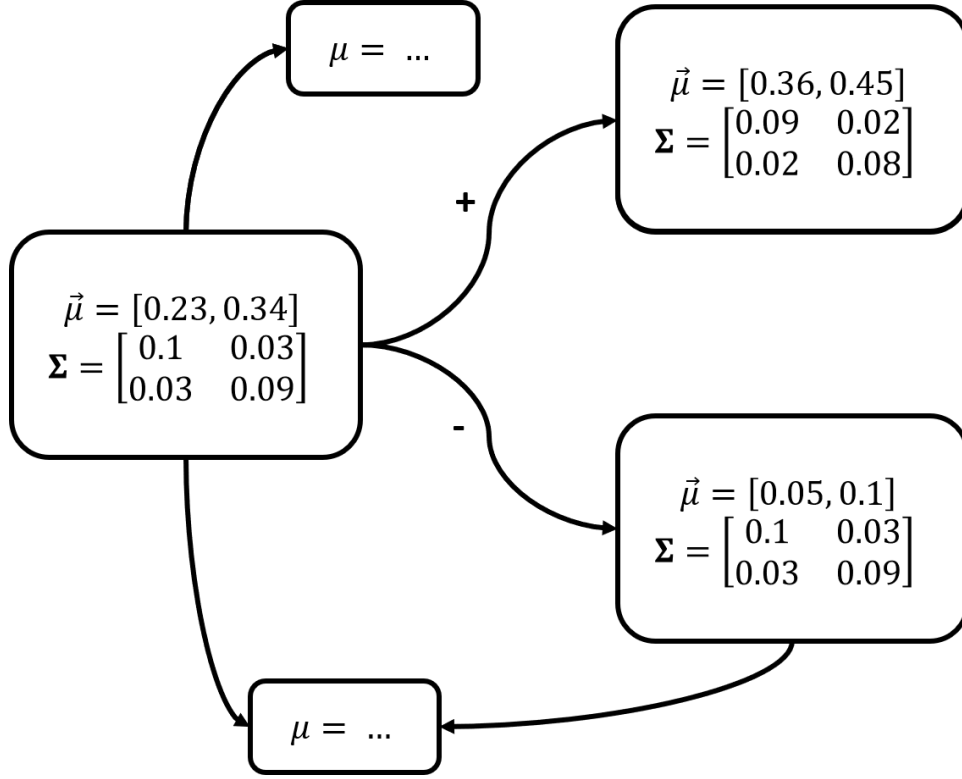 μ = ...
μ⃗ = [0.36, 0.45]
Σ = [0.09 0.02
0.02 0.08]
+
μ⃗ = [0.23, 0.34]
Σ = [0.1 0.03
0.03 0.09]
-
μ⃗ = [0.05, 0.1]
Σ = [0.1 0.03
0.03 0.09]
μ = ...